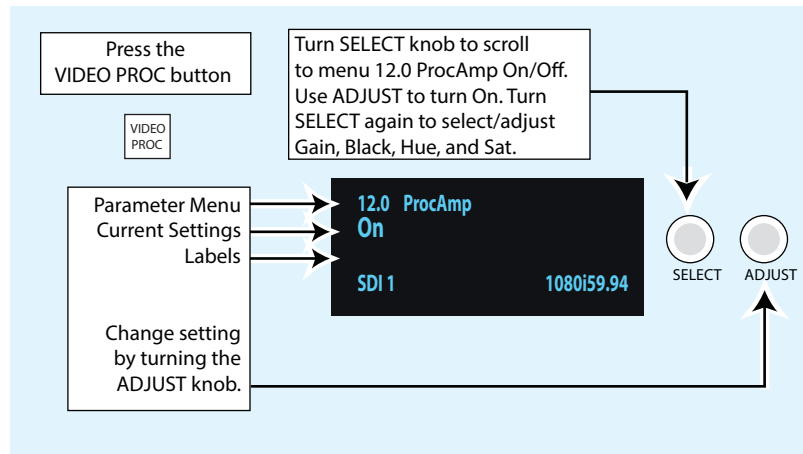 Press the
VIDEO PROC button
VIDEO
PROC
Turn SELECT knob to scroll
to menu 12.0 ProcAmp On/Off.
Use ADJUST to turn On. Turn
SELECT again to select/adjust
Gain, Black, Hue, and Sat.
Parameter Menu
Current Settings
Labels
Change setting
by turning the
ADJUST knob.
12.0 ProcAmp
On
SDI 1 1080i59.94
SELECT ADJUST